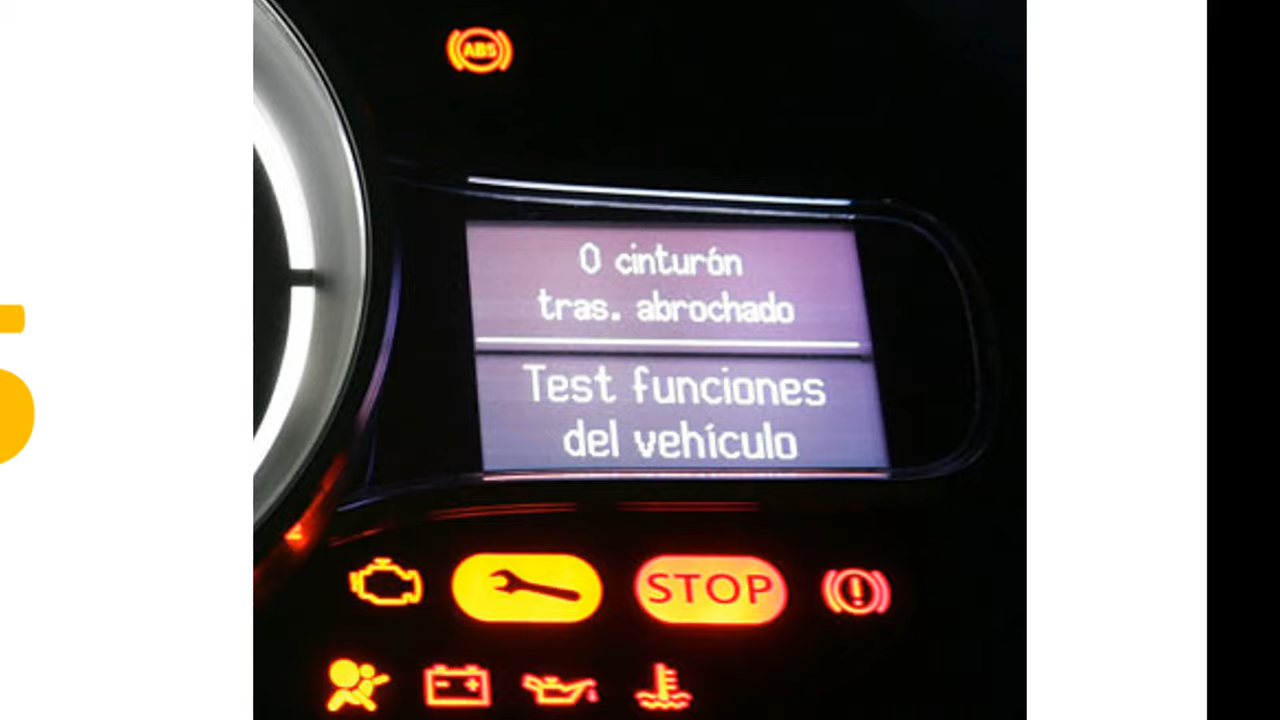 ABS
0 cinturón
tras. abrochado
Test funciones
del vehículo
STOP